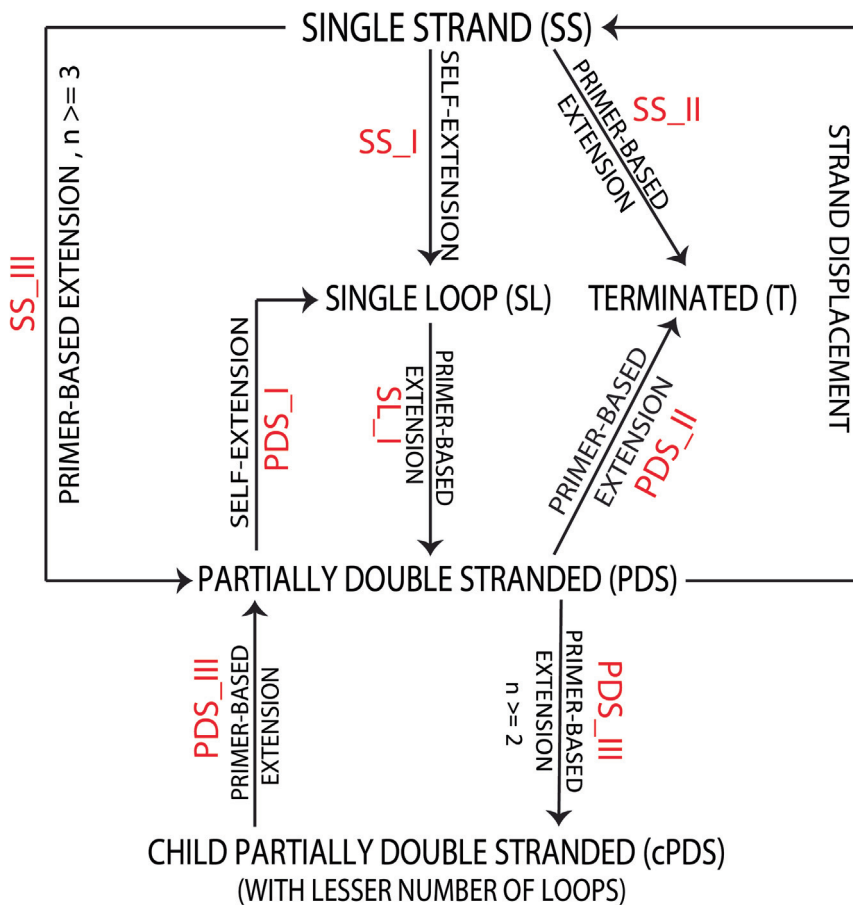 SINGLE STRAND (SS)
PRIMER-BASED EXTENSION , n >= 3
SS_III
SELF-EXTENSION
SS_I
PRIMER-BASED
EXTENSION
SS_II
STRAND DISPLACEMENT
SINGLE LOOP (SL)
TERMINATED (T)
SELF-EXTENSION
PDS_I
PRIMER-BASED
EXTENSION
SL_I
PRIMER-BASED
EXTENSION
PDS_II
PARTIALLY DOUBLE STRANDED (PDS)
PDS_III
PRIMER-BASED
EXTENSION
PDS_III
PRIMER-BASED
EXTENSION
n >= 2
CHILD PARTIALLY DOUBLE STRANDED (cPDS)
(WITH LESSER NUMBER OF LOOPS)